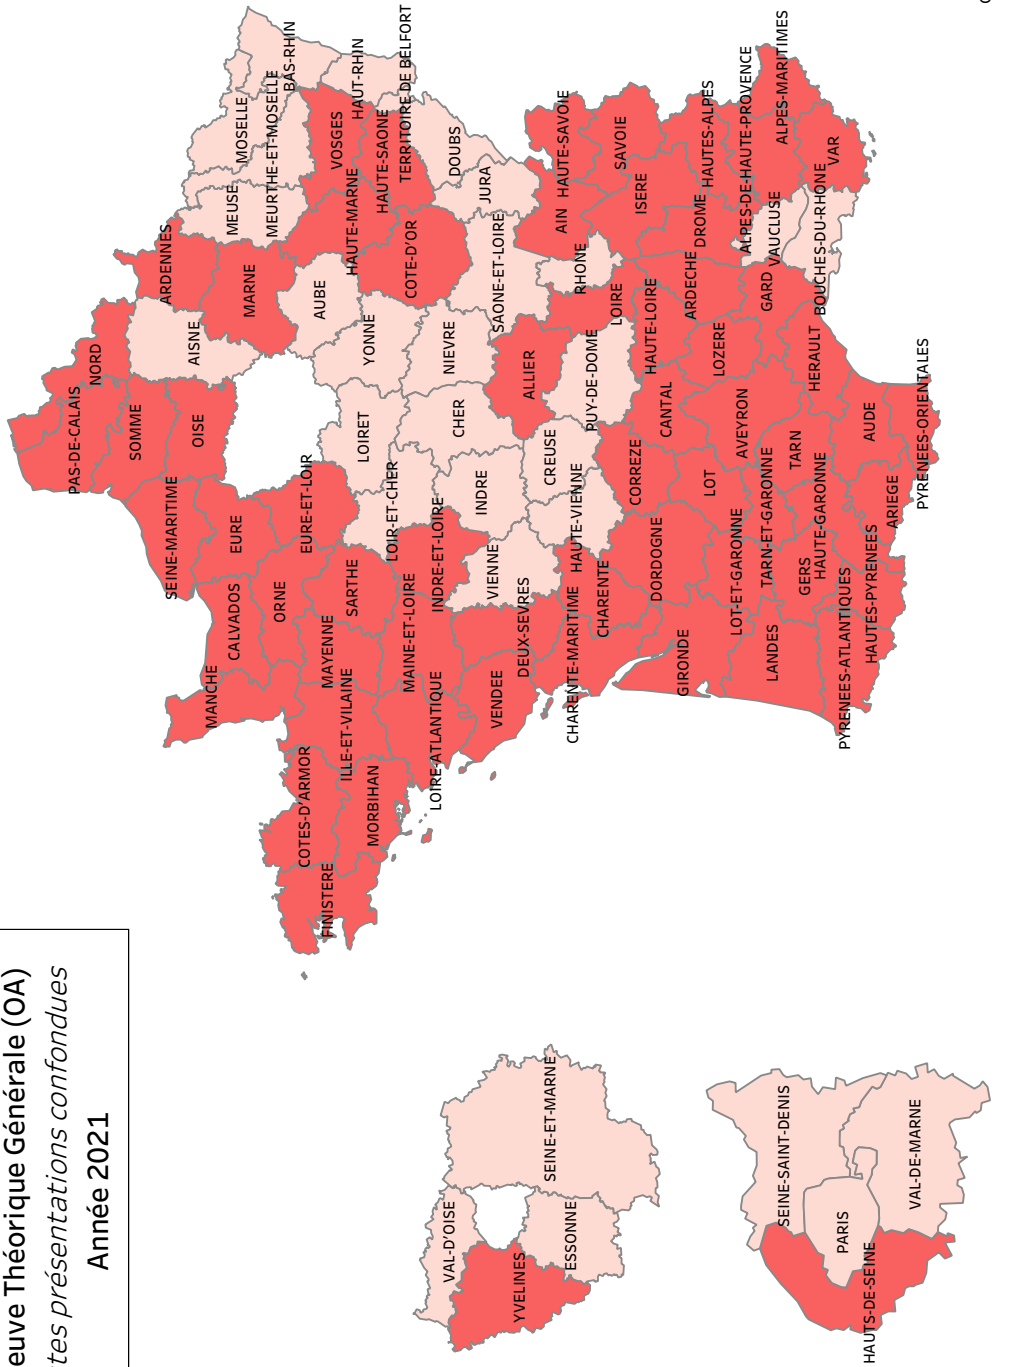 euve Théorique Générale (OA)
tes présentations confondues
Année 2021
PAS-DE-CALAIS
NORD
SOMME
OISE
AISNE
ARDENNES
MARNE
MEUSE
MOSELLE
MEURTHE-ET-MOSELLE
BAS-RHIN
HAUT-RHIN
VOSGES
HAUTE-SAONE
TERRITOIRE DE BELFORT
HAUTE-MARNE
AUBE
COTE-D'OR
DOUBS
JURA
SEINE-MARITIME
EURE
EURE-ET-LOIR
CALVADOS
ORNE
MANCHE
SARTHE
MAYENNE
ILLE-ET-VILAINE
COTES-D'ARMOR
FINISTERE
MORBIHAN
LOIRE-ATLANTIQUE
MAINE-ET-LOIRE
INDRE-ET-LOIRE
LOIR-ET-CHER
LOIRET
YONNE
NIEVRE
CHER
INDRE
SAONE-ET-LOIRE
VENDEE
DEUX-SEVRES
VIENNE
HAUTE-VIENNE
CREUSE
ALLIER
PUY-DE-DOME
LOIRE
RHONE
AIN
HAUTE-SAVOIE
SAVOIE
ISERE
CHARENTE-MARITIME
CHARENTE
DORDOGNE
CORREZE
CANTAL
HAUTE-LOIRE
ARDECHE
DROME
HAUTES-ALPES
GIRONDE
LOT-ET-GARONNE
LOT
AVEYRON
LOZERE
GARD
VAUCLUSE
ALPES-DE-HAUTE-PROVENCE
ALPES-MARITIMES
VAR
BOUCHES-DU-RHONE
LANDES
GERS
TARN-ET-GARONNE
TARN
HERAULT
HAUTE-GARONNE
PYRENEES-ATLANTIQUES
HAUTES-PYRENEES
ARIEGE
AUDE
PYRENEES-ORIENTALES
VAL-D'OISE
YVELINES
ESSONNE
SEINE-ET-MARNE
SEINE-SAINT-DENIS
PARIS
HAUTS-DE-SEINE
VAL-DE-MARNE